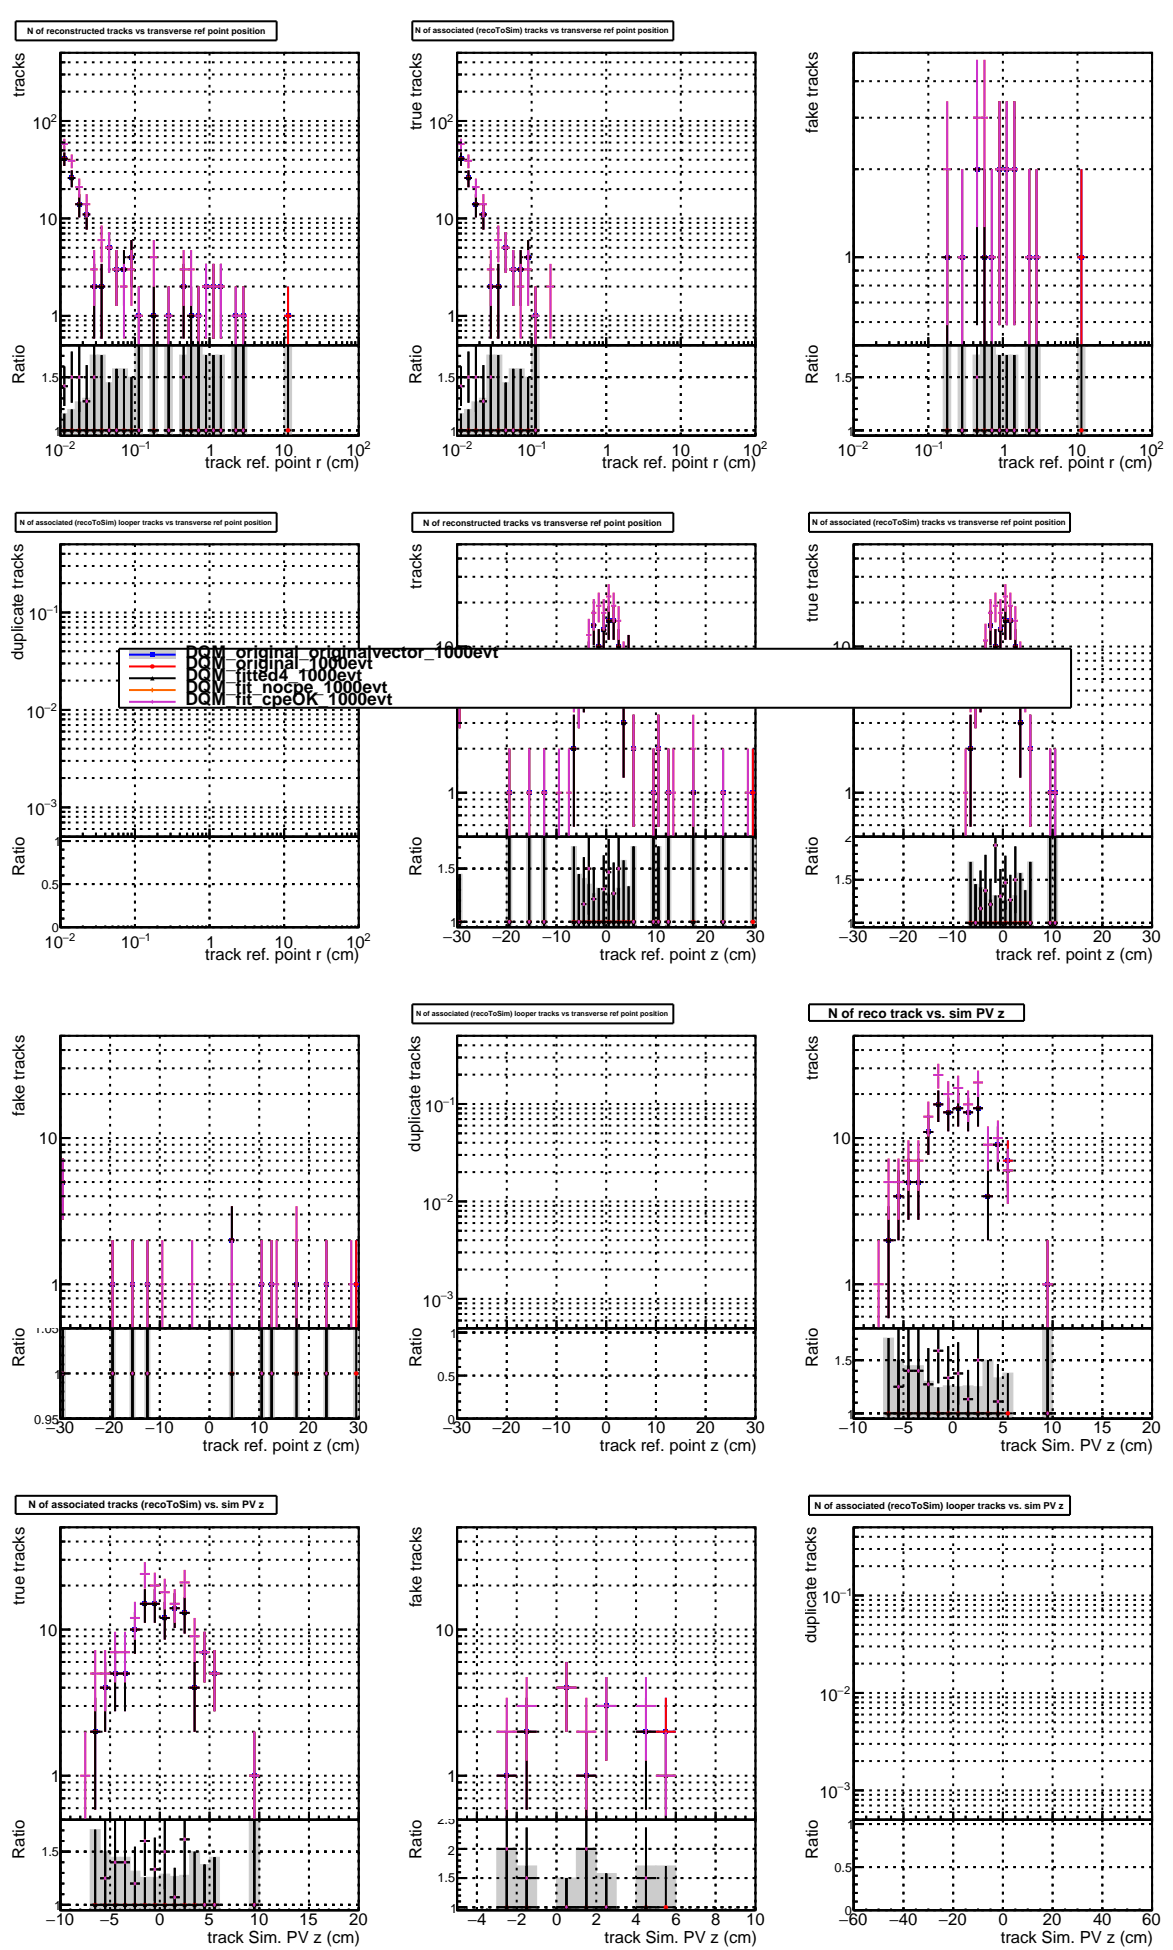 N of reconstructed tracks vs transverse ref point position
tracks
10²
10
1
Ratio
1.5
1
10⁻² 10⁻¹ 1 10 10²
track ref. point r (cm)
N of associated (recoToSim) tracks vs transverse ref point position
true tracks
10²
10
1
Ratio
1.5
1
10⁻² 10⁻¹ 1 10 10²
track ref. point r (cm)
fake tracks
1
Ratio
1.5
1
10⁻² 10⁻¹ 1 10 10²
track ref. point r (cm)
N of associated (recoToSim) looper tracks vs transverse ref point position
duplicate tracks
10⁻¹
10⁻²
10⁻³
Ratio
1
0.5
0
10⁻² 10⁻¹ 1 10 10²
track ref. point r (cm)
N of reconstructed tracks vs transverse ref point position
tracks
10
1
Ratio
1.5
1
−30 −20 −10 0 10 20 30
track ref. point z (cm)
N of associated (recoToSim) tracks vs transverse ref point position
true tracks
10
1
Ratio
2
1.5
1
−30 −20 −10 0 10 20 30
track ref. point z (cm)
DQM_original_originalvector_1000evt
DQM_original_1000evt
DQM_fitted4_1000evt
DQM_fit_nocpe_1000evt
DQM_fit_cpeOK_1000evt
fake tracks
10
1
Ratio
1.05
1
0.95
−30 −20 −10 0 10 20 30
track ref. point z (cm)
N of associated (recoToSim) looper tracks vs transverse ref point position
duplicate tracks
10⁻¹
10⁻²
10⁻³
Ratio
1
0.5
0
−30 −20 −10 0 10 20 30
track ref. point z (cm)
N of reco track vs. sim PV z
tracks
10
1
Ratio
1.5
1
−10 −5 0 5 10 15 20
track Sim. PV z (cm)
N of associated tracks (recoToSim) vs. sim PV z
true tracks
10
1
Ratio
1.5
1
−10 −5 0 5 10 15 20
track Sim. PV z (cm)
fake tracks
10
1
Ratio
2.5
2
1.5
1
−4 −2 0 2 4 6 8 10
track Sim. PV z (cm)
N of associated (recoToSim) looper tracks vs. sim PV z
duplicate tracks
10⁻¹
10⁻²
10⁻³
Ratio
1
0.5
0
−60 −40 −20 0 20 40 60
track Sim. PV z (cm)